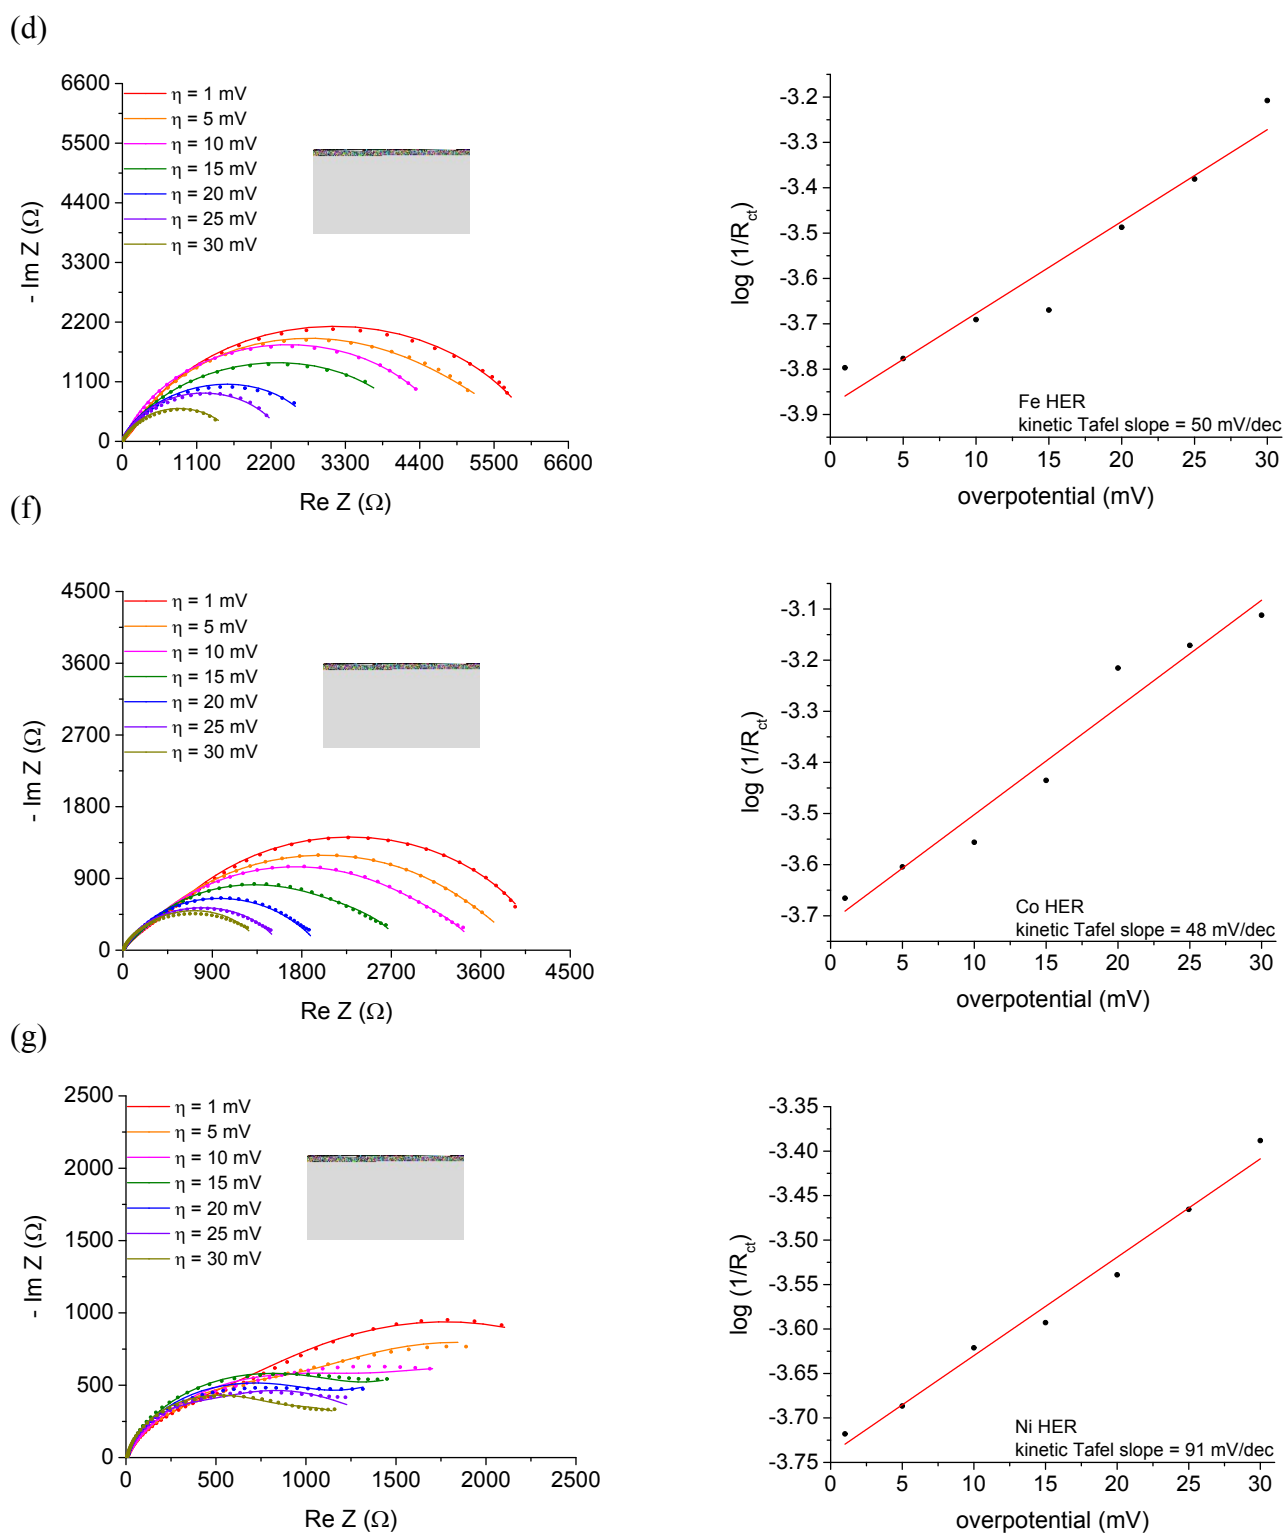 (d)
6600
5500
4400
3300
2200
1100
0
- Im Z (Ω)
η = 1 mV
η = 5 mV
η = 10 mV
η = 15 mV
η = 20 mV
η = 25 mV
η = 30 mV
0 1100 2200 3300 4400 5500 6600
Re Z (Ω)
-3.2
-3.3
-3.4
-3.5
-3.6
-3.7
-3.8
-3.9
log (1/R_ct)
Fe HER
kinetic Tafel slope = 50 mV/dec
0 5 10 15 20 25 30
overpotential (mV)
(f)
4500
3600
2700
1800
900
0
- Im Z (Ω)
η = 1 mV
η = 5 mV
η = 10 mV
η = 15 mV
η = 20 mV
η = 25 mV
η = 30 mV
0 900 1800 2700 3600 4500
Re Z (Ω)
-3.1
-3.2
-3.3
-3.4
-3.5
-3.6
-3.7
log (1/R_ct)
Co HER
kinetic Tafel slope = 48 mV/dec
0 5 10 15 20 25 30
overpotential (mV)
(g)
2500
2000
1500
1000
500
0
- Im Z (Ω)
η = 1 mV
η = 5 mV
η = 10 mV
η = 15 mV
η = 20 mV
η = 25 mV
η = 30 mV
0 500 1000 1500 2000 2500
Re Z (Ω)
-3.35
-3.40
-3.45
-3.50
-3.55
-3.60
-3.65
-3.70
-3.75
log (1/R_ct)
Ni HER
kinetic Tafel slope = 91 mV/dec
0 5 10 15 20 25 30
overpotential (mV)